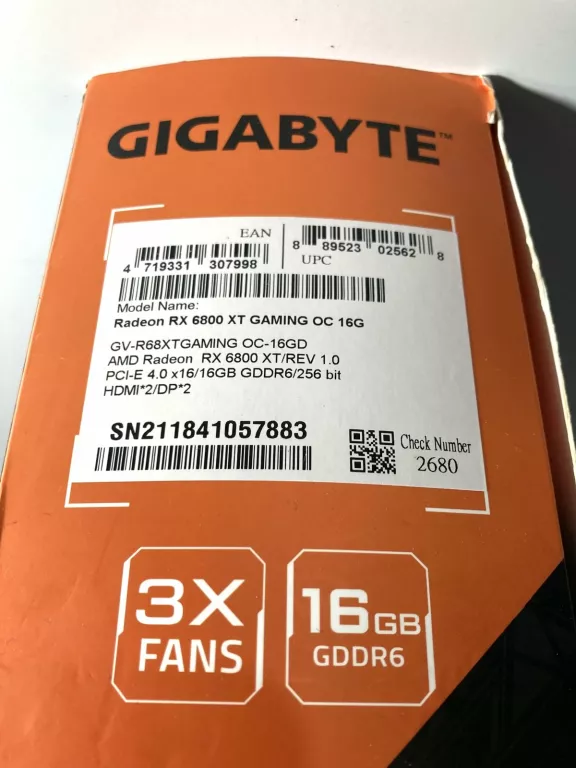 GIGABYTE™
EAN
4 719331 307998
8 89523 02562 8
UPC
Model Name:
Radeon RX 6800 XT GAMING OC 16G
GV-R68XTGAMING OC-16GD
AMD Radeon RX 6800 XT/REV 1.0
PCI-E 4.0 x16/16GB GDDR6/256 bit
HDMI*2/DP*2
SN211841057883
Check Number
2680
3X
FANS
16GB
GDDR6